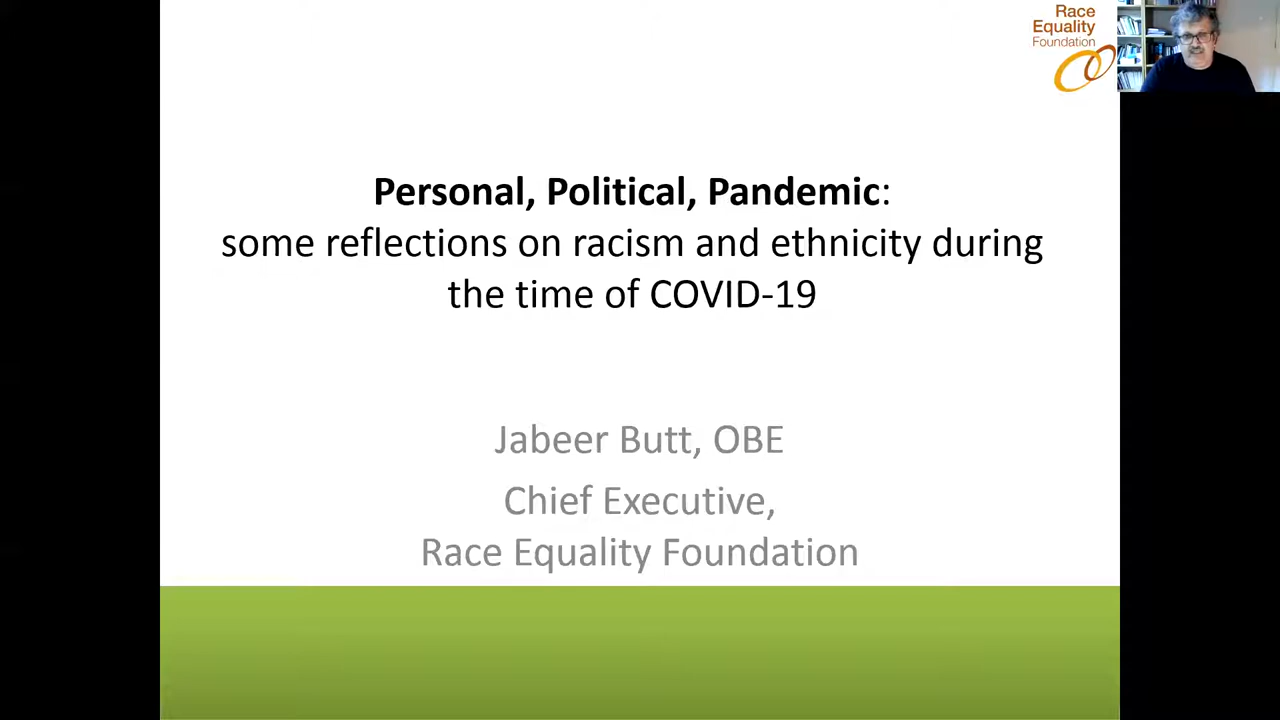 Race
Equality
Foundation
Personal, Political, Pandemic:
some reflections on racism and ethnicity during
the time of COVID-19
Jabeer Butt, OBE
Chief Executive,
Race Equality Foundation